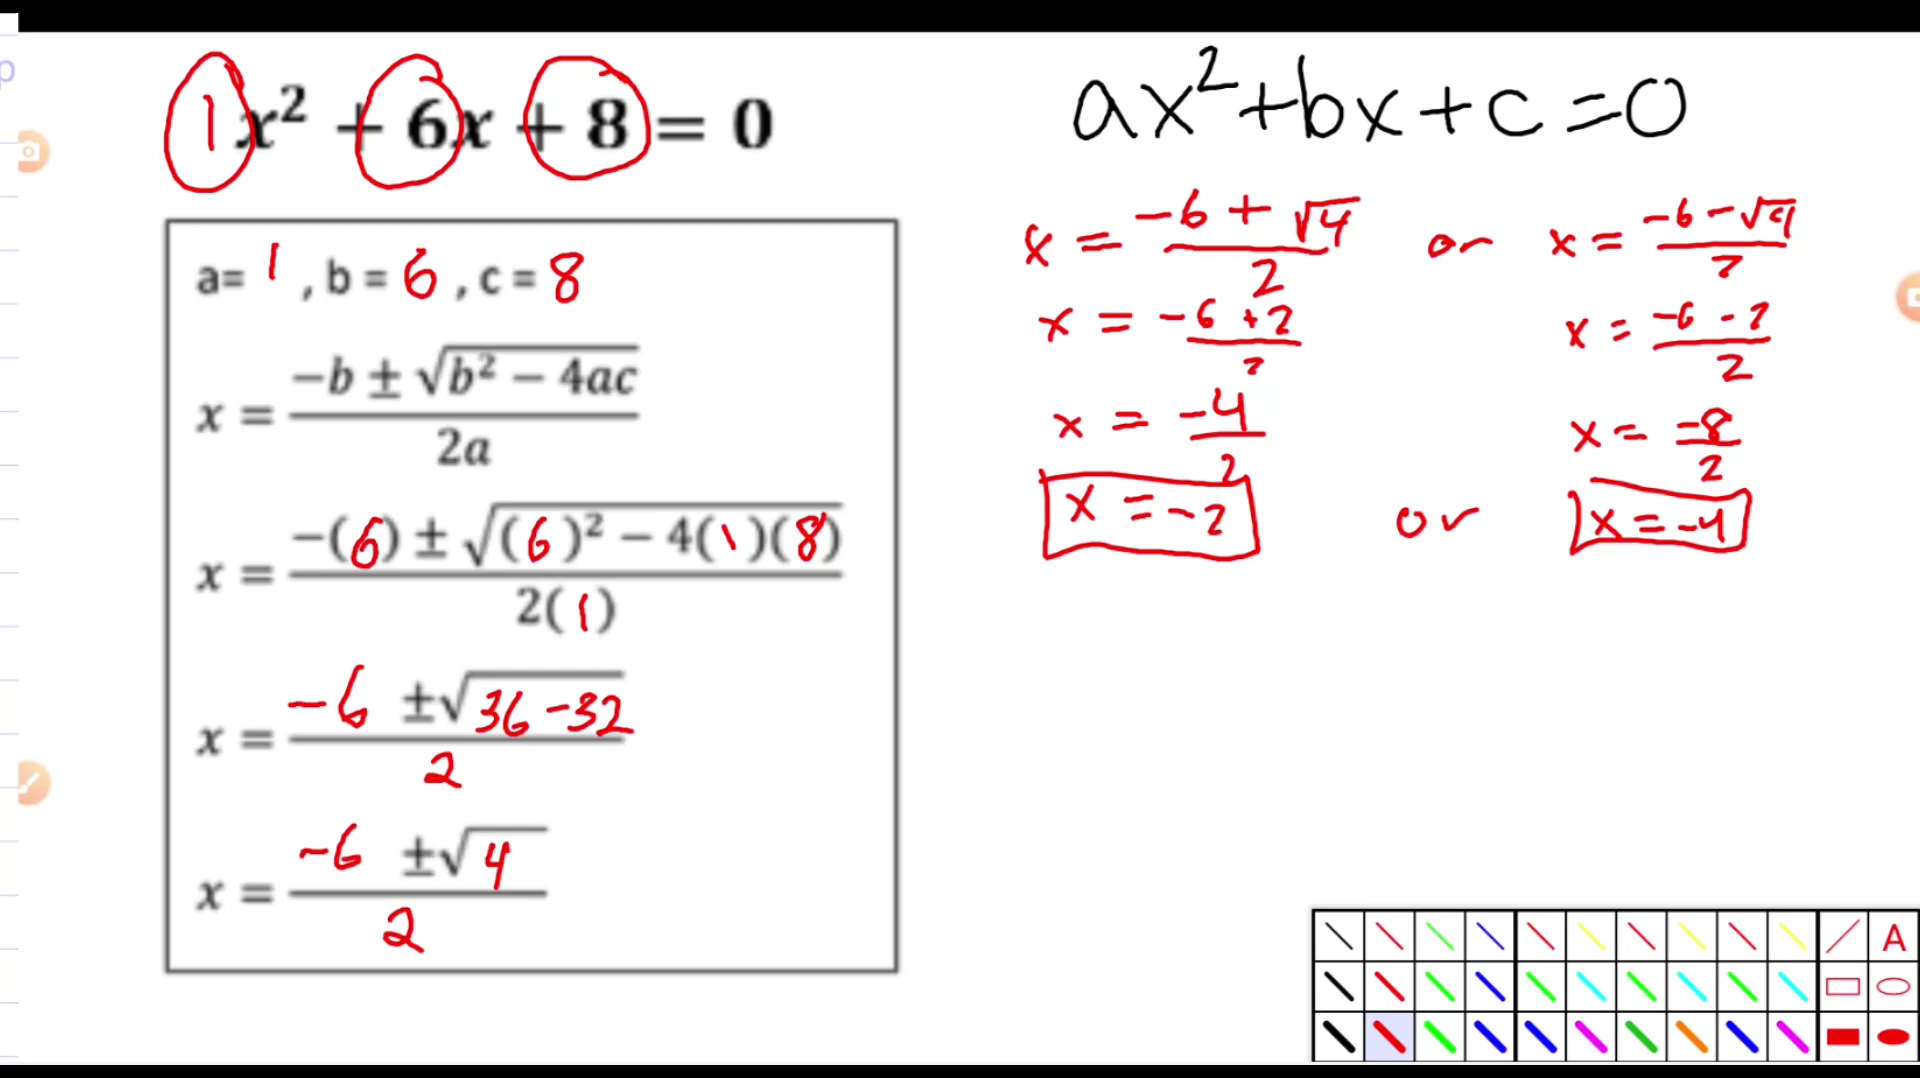 1x² + 6x + 8 = 0
ax² + bx + c = 0
a= 1 , b = 6 , c = 8
x = (-b ± √(b² − 4ac)) / 2a
x = (-(6) ± √((6)² − 4(1)(8))) / 2(1)
x = (-6 ±√(36 -32)) / 2
x = (-6 ±√4) / 2
x = (-6 + √4) / 2 or x = (-6 - √4) / 2
x = (-6 + 2) / 2 x = (-6 - 2) / 2
x = -4 / 2 x = -8 / 2
x = -2 or x = -4
A